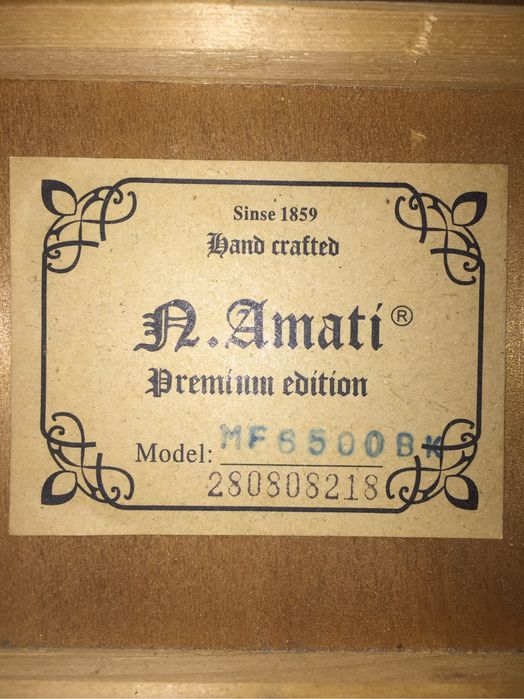 Sinse 1859
Hand crafted
N.Amati®
Premium edition
Model: MF6500BK
280808218